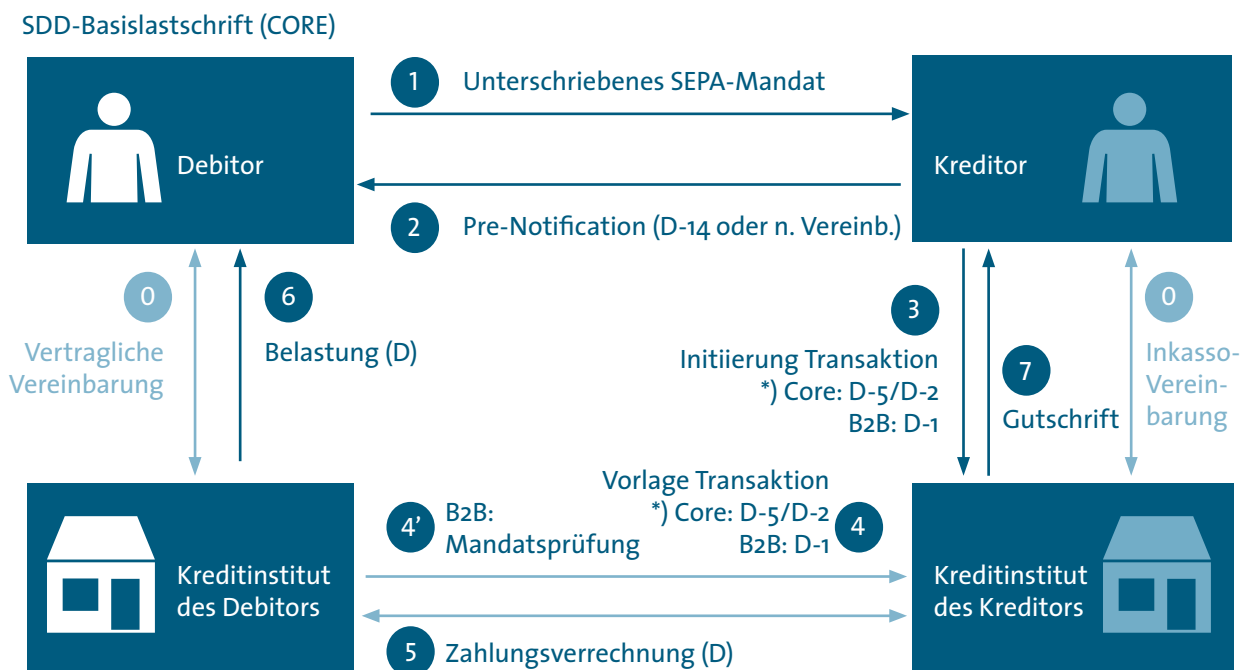 SDD-Basislastschrift (CORE)
1 Unterschriebenes SEPA-Mandat
Debitor
Kreditor
2 Pre-Notification (D-14 oder n. Vereinb.)
0
Vertragliche
Vereinbarung
6
Belastung (D)
3
Initiierung Transaktion
*) Core: D-5/D-2
B2B: D-1
7
Gutschrift
0
Inkasso-
Verein-
barung
4’ B2B:
Mandatsprüfung
Vorlage Transaktion
*) Core: D-5/D-2
B2B: D-1
4
Kreditinstitut
des Debitors
Kreditinstitut
des Kreditors
5 Zahlungsverrechnung (D)